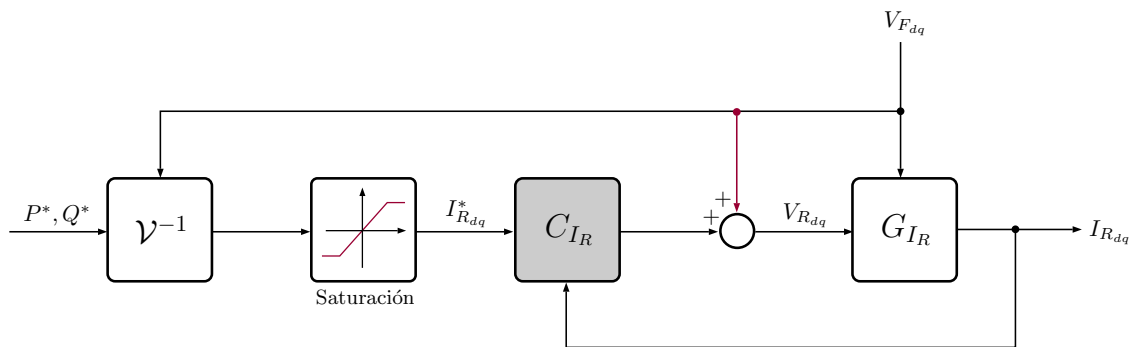 V_{F_{dq}}
P^*, Q^*
𝒱^{-1}
Saturación
I^*_{R_{dq}}
C_{I_R}
+
+
V_{R_{dq}}
G_{I_R}
I_{R_{dq}}